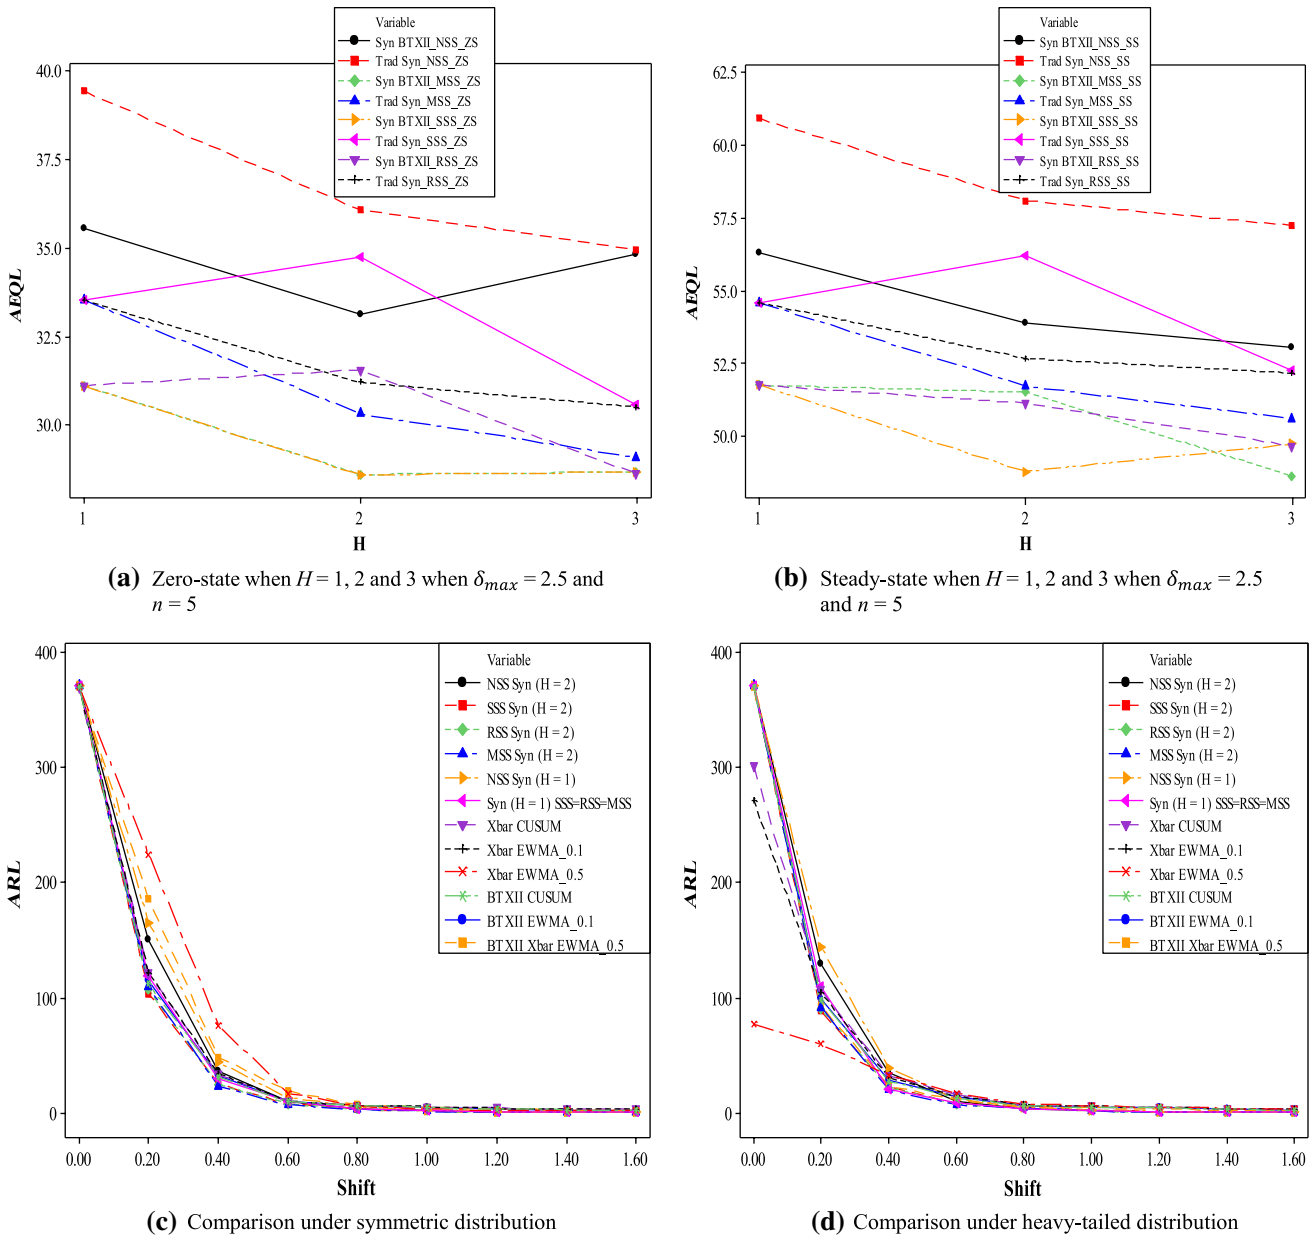 Variable
Syn BTXII_NSS_ZS
Trad Syn_NSS_ZS
Syn BTXII_MSS_ZS
Trad Syn_MSS_ZS
Syn BTXII_SSS_ZS
Trad Syn_SSS_ZS
Syn BTXII_RSS_ZS
Trad Syn_RSS_ZS
40.0
37.5
35.0
32.5
30.0
AEQL
1 2 3
H
(a) Zero-state when H = 1, 2 and 3 when δmax = 2.5 and
n = 5
Variable
Syn BTXII_NSS_SS
Trad Syn_NSS_SS
Syn BTXII_MSS_SS
Trad Syn_MSS_SS
Syn BTXII_SSS_SS
Trad Syn_SSS_SS
Syn BTXII_RSS_SS
Trad Syn_RSS_SS
62.5
60.0
57.5
55.0
52.5
50.0
AEQL
1 2 3
H
(b) Steady-state when H = 1, 2 and 3 when δmax = 2.5
and n = 5
400
300
200
100
0
ARL
Variable
NSS Syn (H = 2)
SSS Syn (H = 2)
RSS Syn (H = 2)
MSS Syn (H = 2)
NSS Syn (H = 1)
Syn (H = 1) SSS=RSS=MSS
Xbar CUSUM
Xbar EWMA_0.1
Xbar EWMA_0.5
BTXII CUSUM
BTXII EWMA_0.1
BTXII Xbar EWMA_0.5
0.00 0.20 0.40 0.60 0.80 1.00 1.20 1.40 1.60
Shift
(c) Comparison under symmetric distribution
400
300
200
100
0
ARL
Variable
NSS Syn (H = 2)
SSS Syn (H = 2)
RSS Syn (H = 2)
MSS Syn (H = 2)
NSS Syn (H = 1)
Syn (H = 1) SSS=RSS=MSS
Xbar CUSUM
Xbar EWMA_0.1
Xbar EWMA_0.5
BTXII CUSUM
BTXII EWMA_0.1
BTXII Xbar EWMA_0.5
0.00 0.20 0.40 0.60 0.80 1.00 1.20 1.40 1.60
Shift
(d) Comparison under heavy-tailed distribution